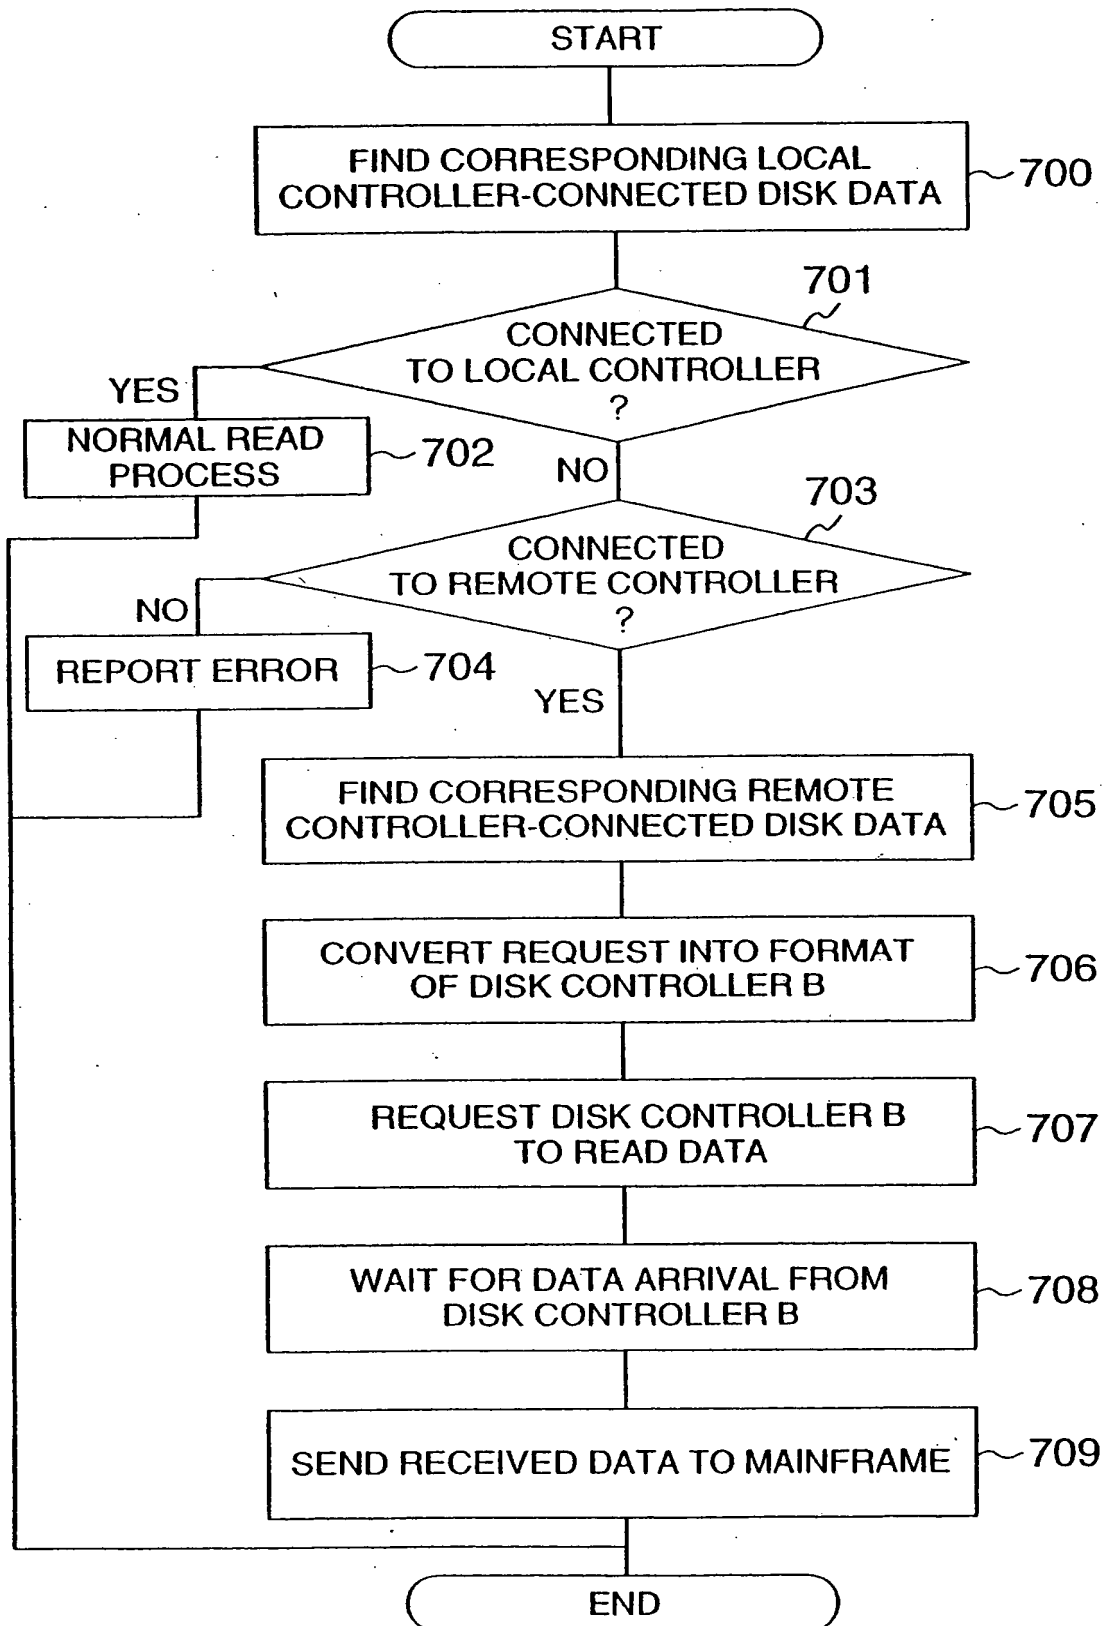 START
FIND CORRESPONDING LOCAL
CONTROLLER-CONNECTED DISK DATA
700
701
CONNECTED
TO LOCAL CONTROLLER
?
YES
NORMAL READ
PROCESS
702
NO
703
CONNECTED
TO REMOTE CONTROLLER
?
NO
REPORT ERROR
704
YES
FIND CORRESPONDING REMOTE
CONTROLLER-CONNECTED DISK DATA
705
CONVERT REQUEST INTO FORMAT
OF DISK CONTROLLER B
706
REQUEST DISK CONTROLLER B
TO READ DATA
707
WAIT FOR DATA ARRIVAL FROM
DISK CONTROLLER B
708
SEND RECEIVED DATA TO MAINFRAME
709
END